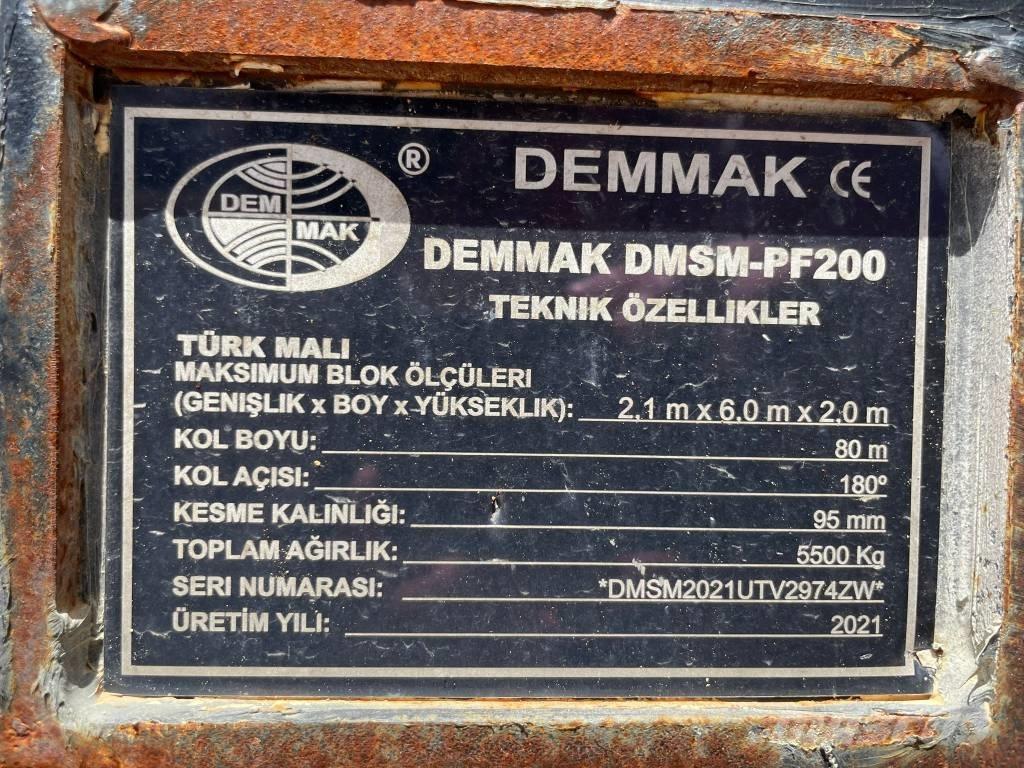 DEM
MAK
®
DEMMAK CE
DEMMAK DMSM-PF200
TEKNIK ÖZELLIKLER
TÜRK MALI
MAKSIMUM BLOK ÖLÇÜLERI
(GENIŞLIK x BOY x YÜKSEKLIK): 2,1 m x 6,0 m x 2,0 m
KOL BOYU: 80 m
KOL AÇISI: 180º
KESME KALINLIĞI: 95 mm
TOPLAM AĞIRLIK: 5500 Kg
SERI NUMARASI: *DMSM2021UTV2974ZW*
ÜRETİM YILI: 2021